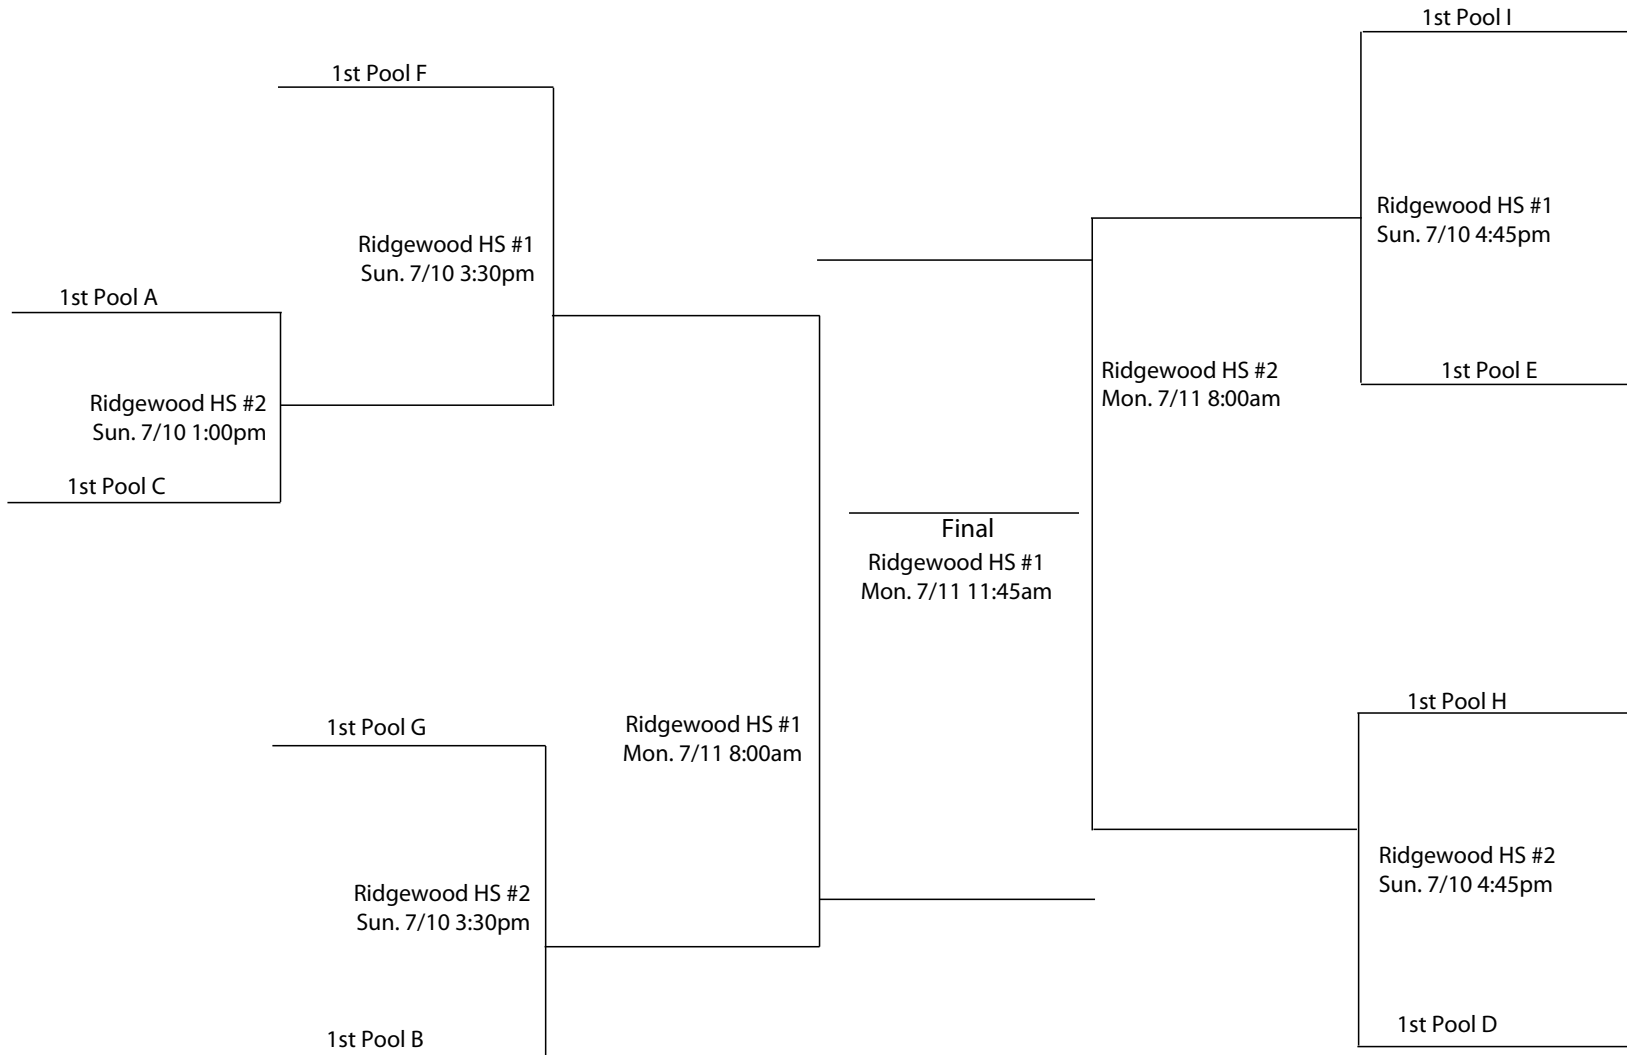 1st Pool I
1st Pool F
Ridgewood HS #1
Sun. 7/10 4:45pm
Ridgewood HS #1
Sun. 7/10 3:30pm
1st Pool A
1st Pool E
Ridgewood HS #2
Mon. 7/11 8:00am
Ridgewood HS #2
Sun. 7/10 1:00pm
1st Pool C
Final
Ridgewood HS #1
Mon. 7/11 11:45am
1st Pool H
1st Pool G
Ridgewood HS #1
Mon. 7/11 8:00am
Ridgewood HS #2
Sun. 7/10 4:45pm
Ridgewood HS #2
Sun. 7/10 3:30pm
1st Pool D
1st Pool B